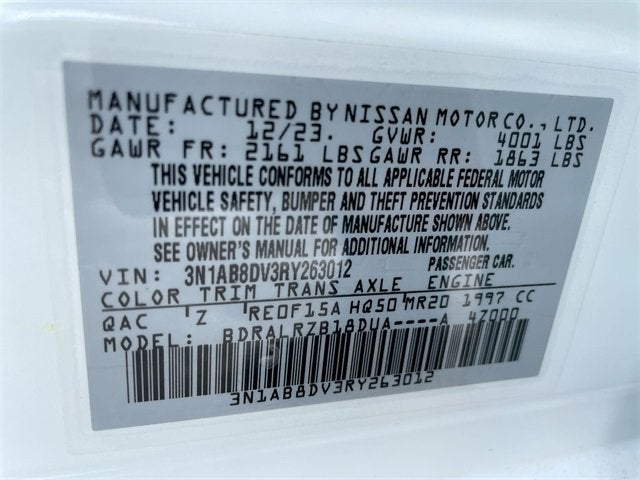 MANUFACTURED BY NISSAN MOTOR CO., LTD.
DATE: 12/23. GVWR: 4001 LBS
GAWR FR: 2161 LBS GAWR RR: 1863 LBS
THIS VEHICLE CONFORMS TO ALL APPLICABLE FEDERAL MOTOR
VEHICLE SAFETY, BUMPER AND THEFT PREVENTION STANDARDS
IN EFFECT ON THE DATE OF MANUFACTURE SHOWN ABOVE.
SEE OWNER'S MANUAL FOR ADDITIONAL INFORMATION.
VIN: 3N1AB8DV3RY263012 PASSENGER CAR.
COLOR TRIM TRANS AXLE ENGINE
QAC Z RE0F15A HQ50 MR20 1997 CC
BDRALRZB18DUA----A 4Z000
3N1AB8DV3RY263012